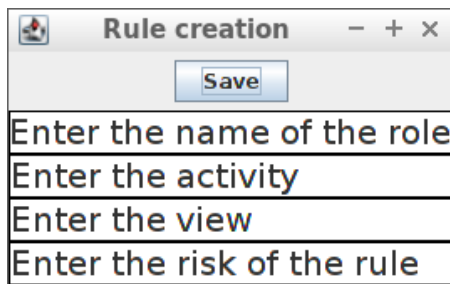 Rule creation
Save
Enter the name of the role
Enter the activity
Enter the view
Enter the risk of the rule